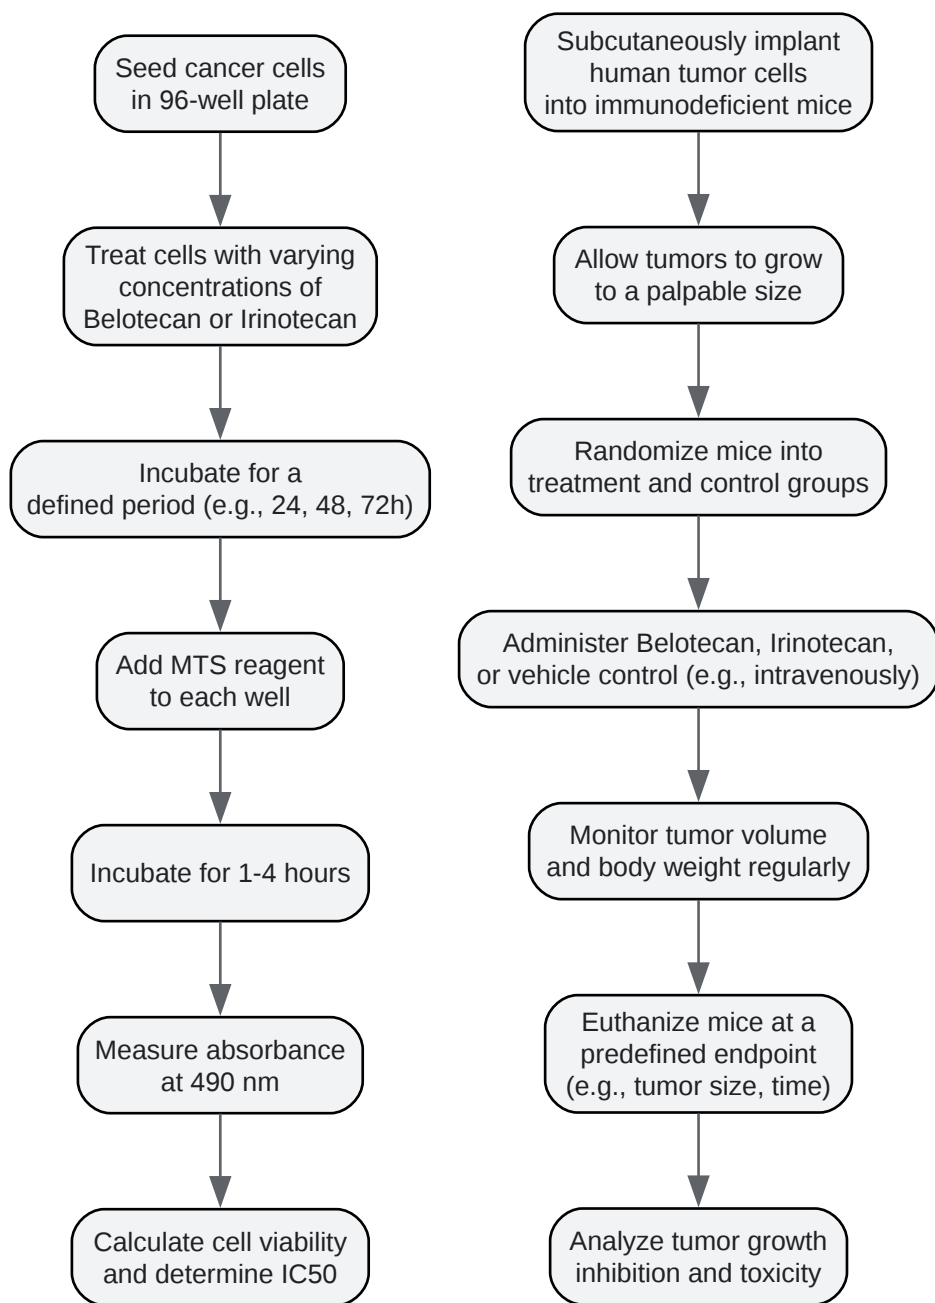 Seed cancer cells
in 96-well plate
Treat cells with varying
concentrations of
Belotecan or Irinotecan
Incubate for a
defined period (e.g., 24, 48, 72h)
Add MTS reagent
to each well
Incubate for 1-4 hours
Measure absorbance
at 490 nm
Calculate cell viability
and determine IC50
Subcutaneously implant
human tumor cells
into immunodeficient mice
Allow tumors to grow
to a palpable size
Randomize mice into
treatment and control groups
Administer Belotecan, Irinotecan,
or vehicle control (e.g., intravenously)
Monitor tumor volume
and body weight regularly
Euthanize mice at a
predefined endpoint
(e.g., tumor size, time)
Analyze tumor growth
inhibition and toxicity